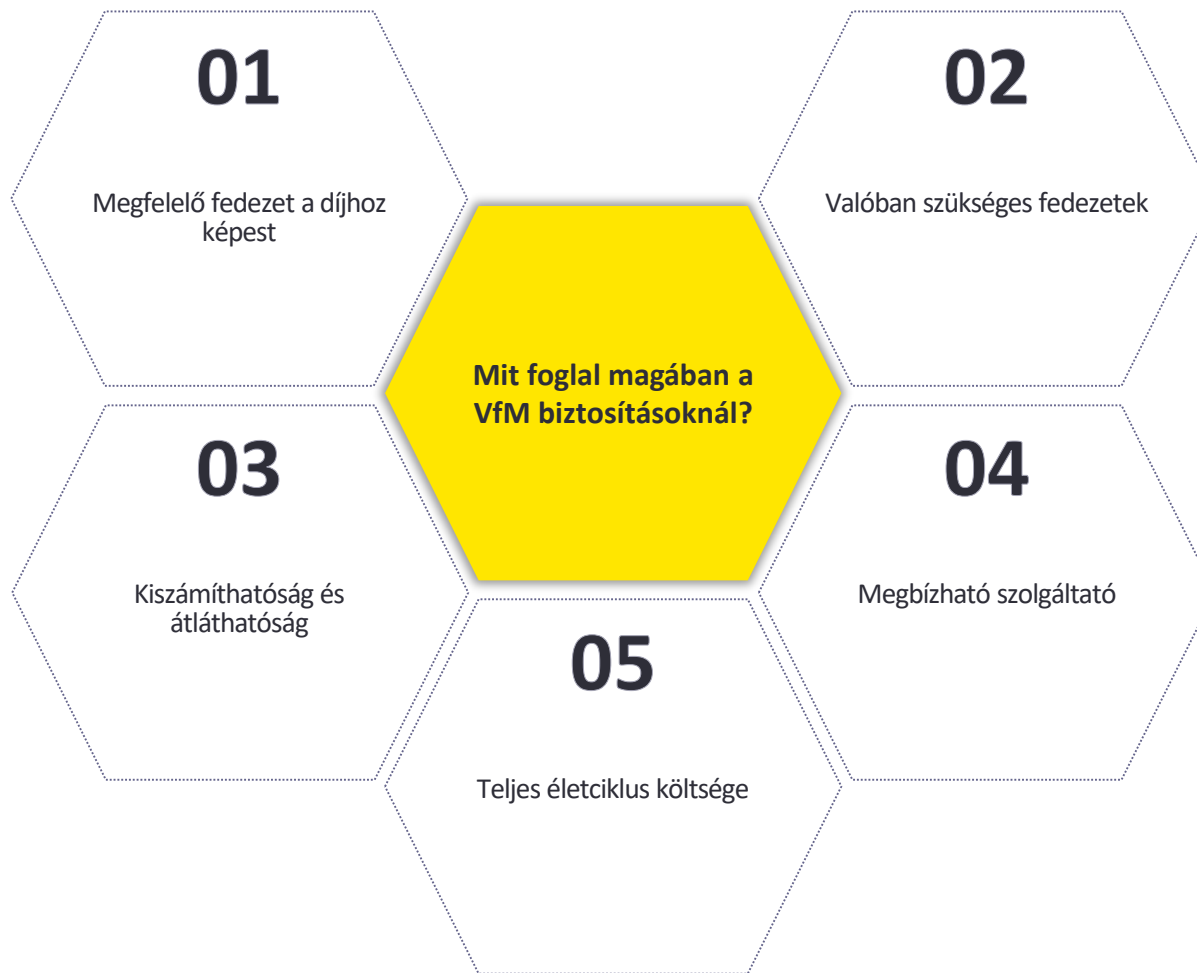 01
Megfelelő fedezet a díjhoz
képest
02
Valóban szükséges fedezetek
Mit foglal magában a
VfM biztosításoknál?
03
Kiszámíthatóság és
átláthatóság
04
Megbízható szolgáltató
05
Teljes életciklus költsége